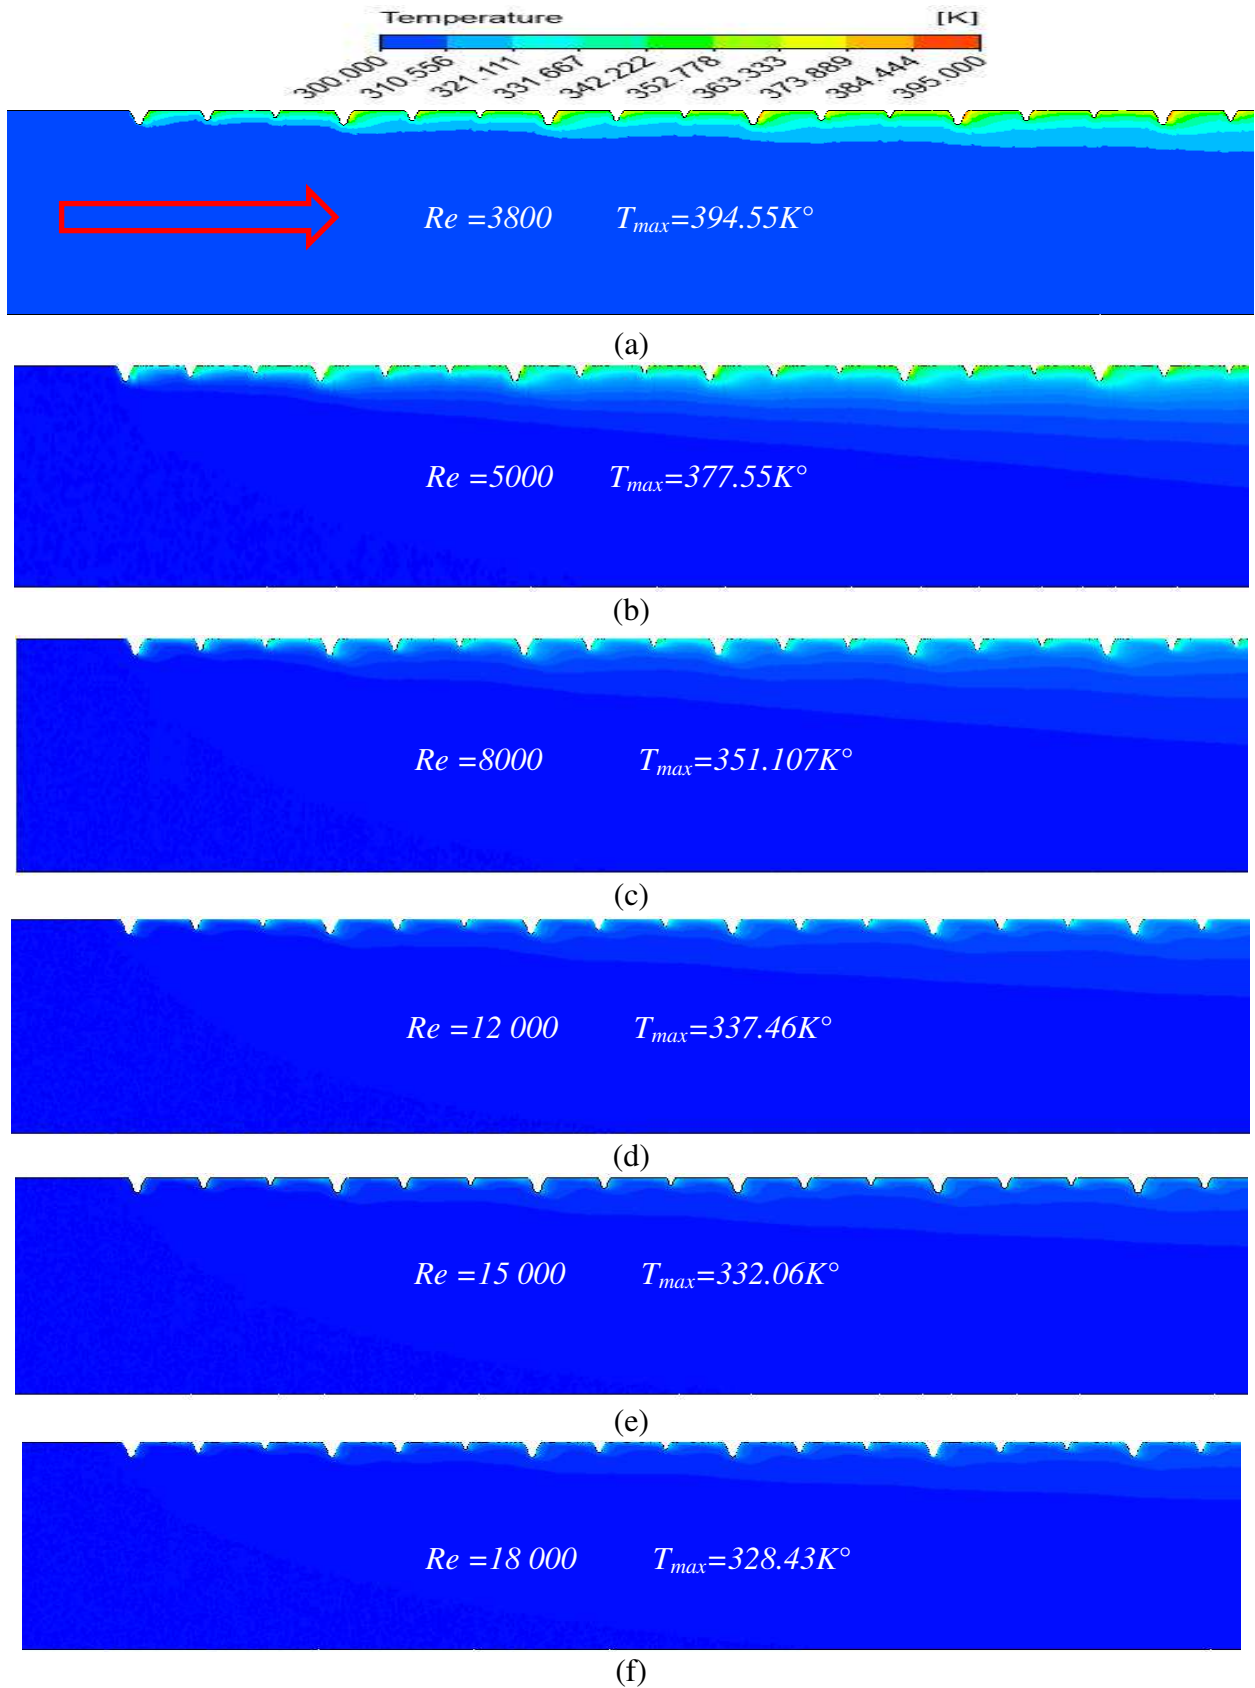 Temperature [K]
300.000 310.556 321.111 331.667 342.222 352.778 363.333 373.889 384.444 395.000
Re =3800 Tmax=394.55K°
(a)
Re =5000 Tmax=377.55K°
(b)
Re =8000 Tmax=351.107K°
(c)
Re =12 000 Tmax=337.46K°
(d)
Re =15 000 Tmax=332.06K°
(e)
Re =18 000 Tmax=328.43K°
(f)